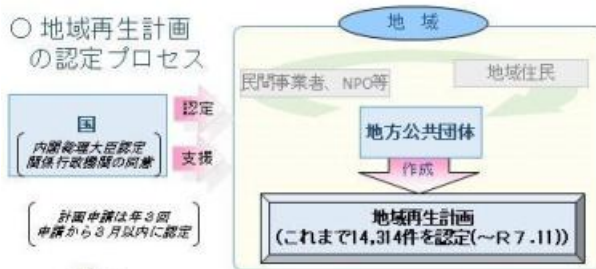 ○ 地域再生計画
の認定プロセス
地 域
民間事業者、NPO等
地域住民
国
内閣総理大臣認定
関係行政機関の同意
認定
支援
地方公共団体
作成
計画申請は年3回
申請から3月以内に認定
地域再生計画
(これまで14,314件を認定(~R7.11))